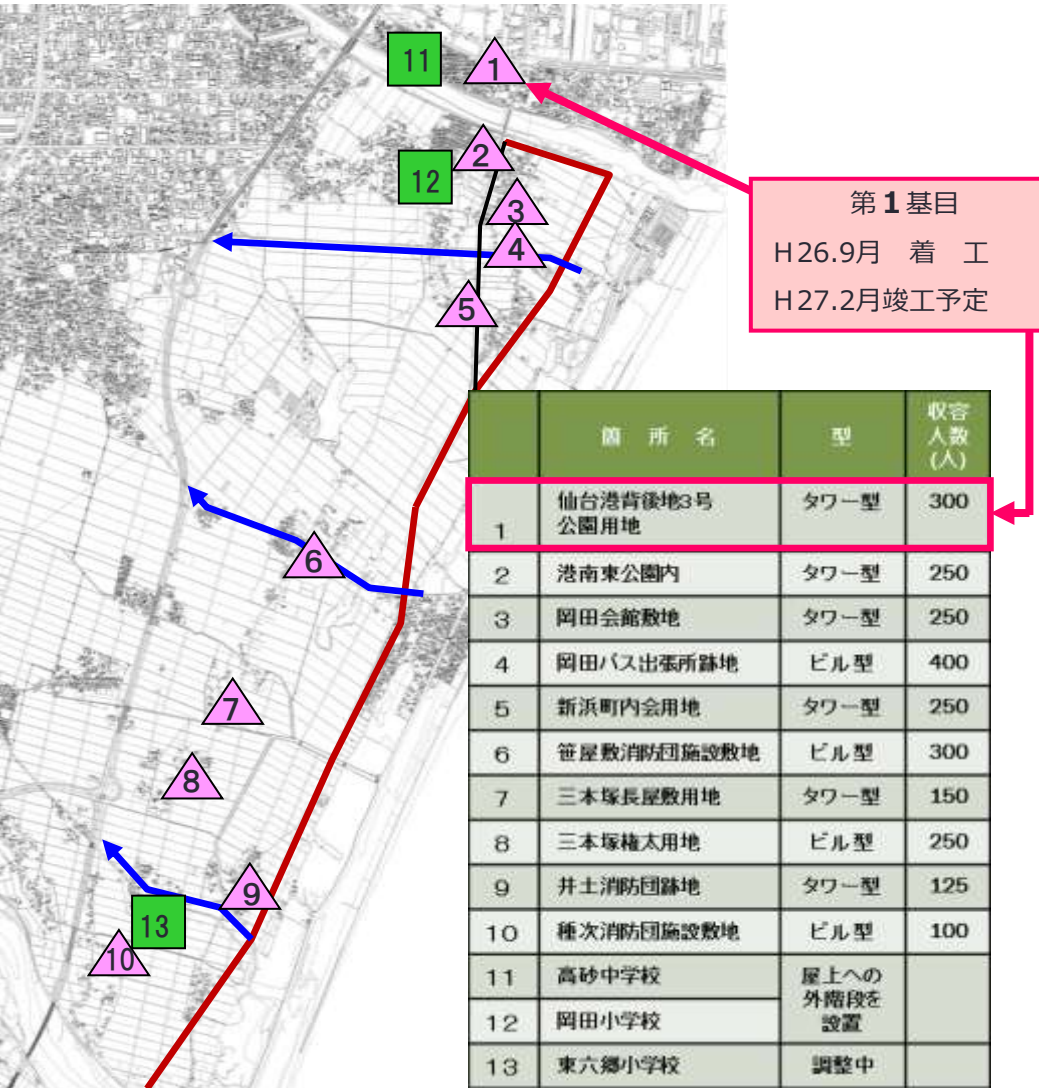 11
1
2
12
3
4
5
6
7
8
9
13
10
第1基目
H26.9月 着 工
H27.2月竣工予定
箇 所 名 型 収容人数(人)
1 仙台港背後地3号公園用地 タワー型 300
2 港南東公園内 タワー型 250
3 岡田会館敷地 タワー型 250
4 岡田バス出張所跡地 ビル型 400
5 新浜町内会用地 タワー型 250
6 笹屋敷消防団施設敷地 ビル型 300
7 三本塚長屋敷用地 タワー型 150
8 三本塚権太用地 ビル型 250
9 井土消防団跡地 タワー型 125
10 種次消防団施設敷地 ビル型 100
11 高砂中学校 屋上への外階段を設置
12 岡田小学校
13 東六郷小学校 調整中